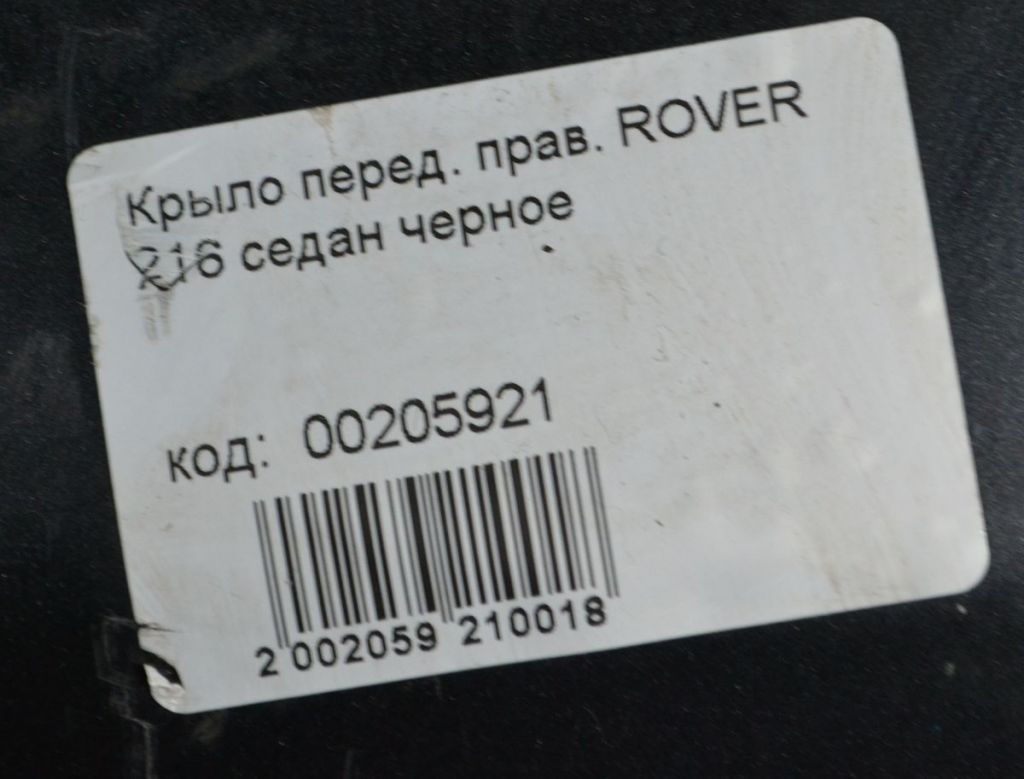 Крыло перед. прав. ROVER
216 седан черное
код: 00205921
2 002059 210018